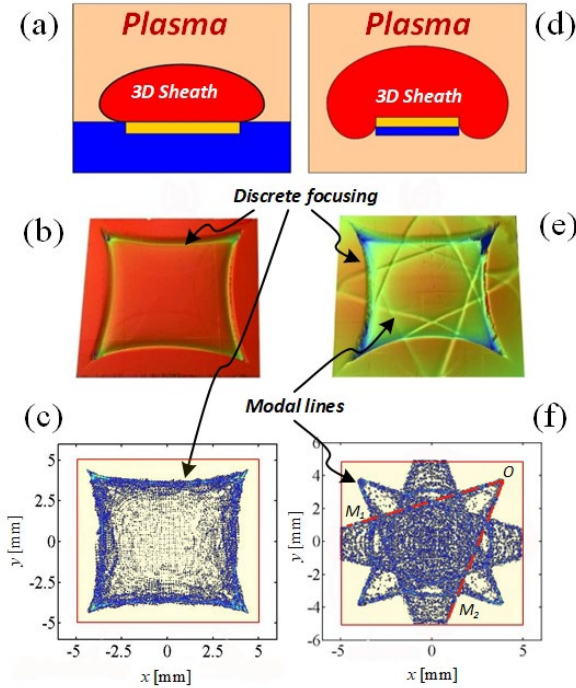 (a)
Plasma
3D Sheath
(d)
Plasma
3D Sheath
Discrete focusing
(b)
(e)
Modal lines
(c)
5
2.5
0
-2.5
-5
y [mm]
-5
-2.5
0
2.5
5
x [mm]
(f)
6
4
2
0
-2
-4
-6
y [mm]
O
M1
M2
-4
-2
0
2
4
x [mm]